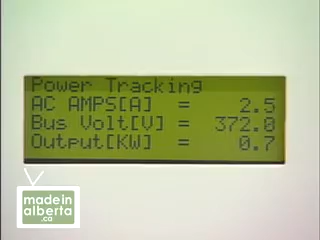 Power Tracking
AC AMPS[A] = 2.5
Bus Volt[V] = 372.0
Output[KW] = 0.7
madein
alberta
.ca